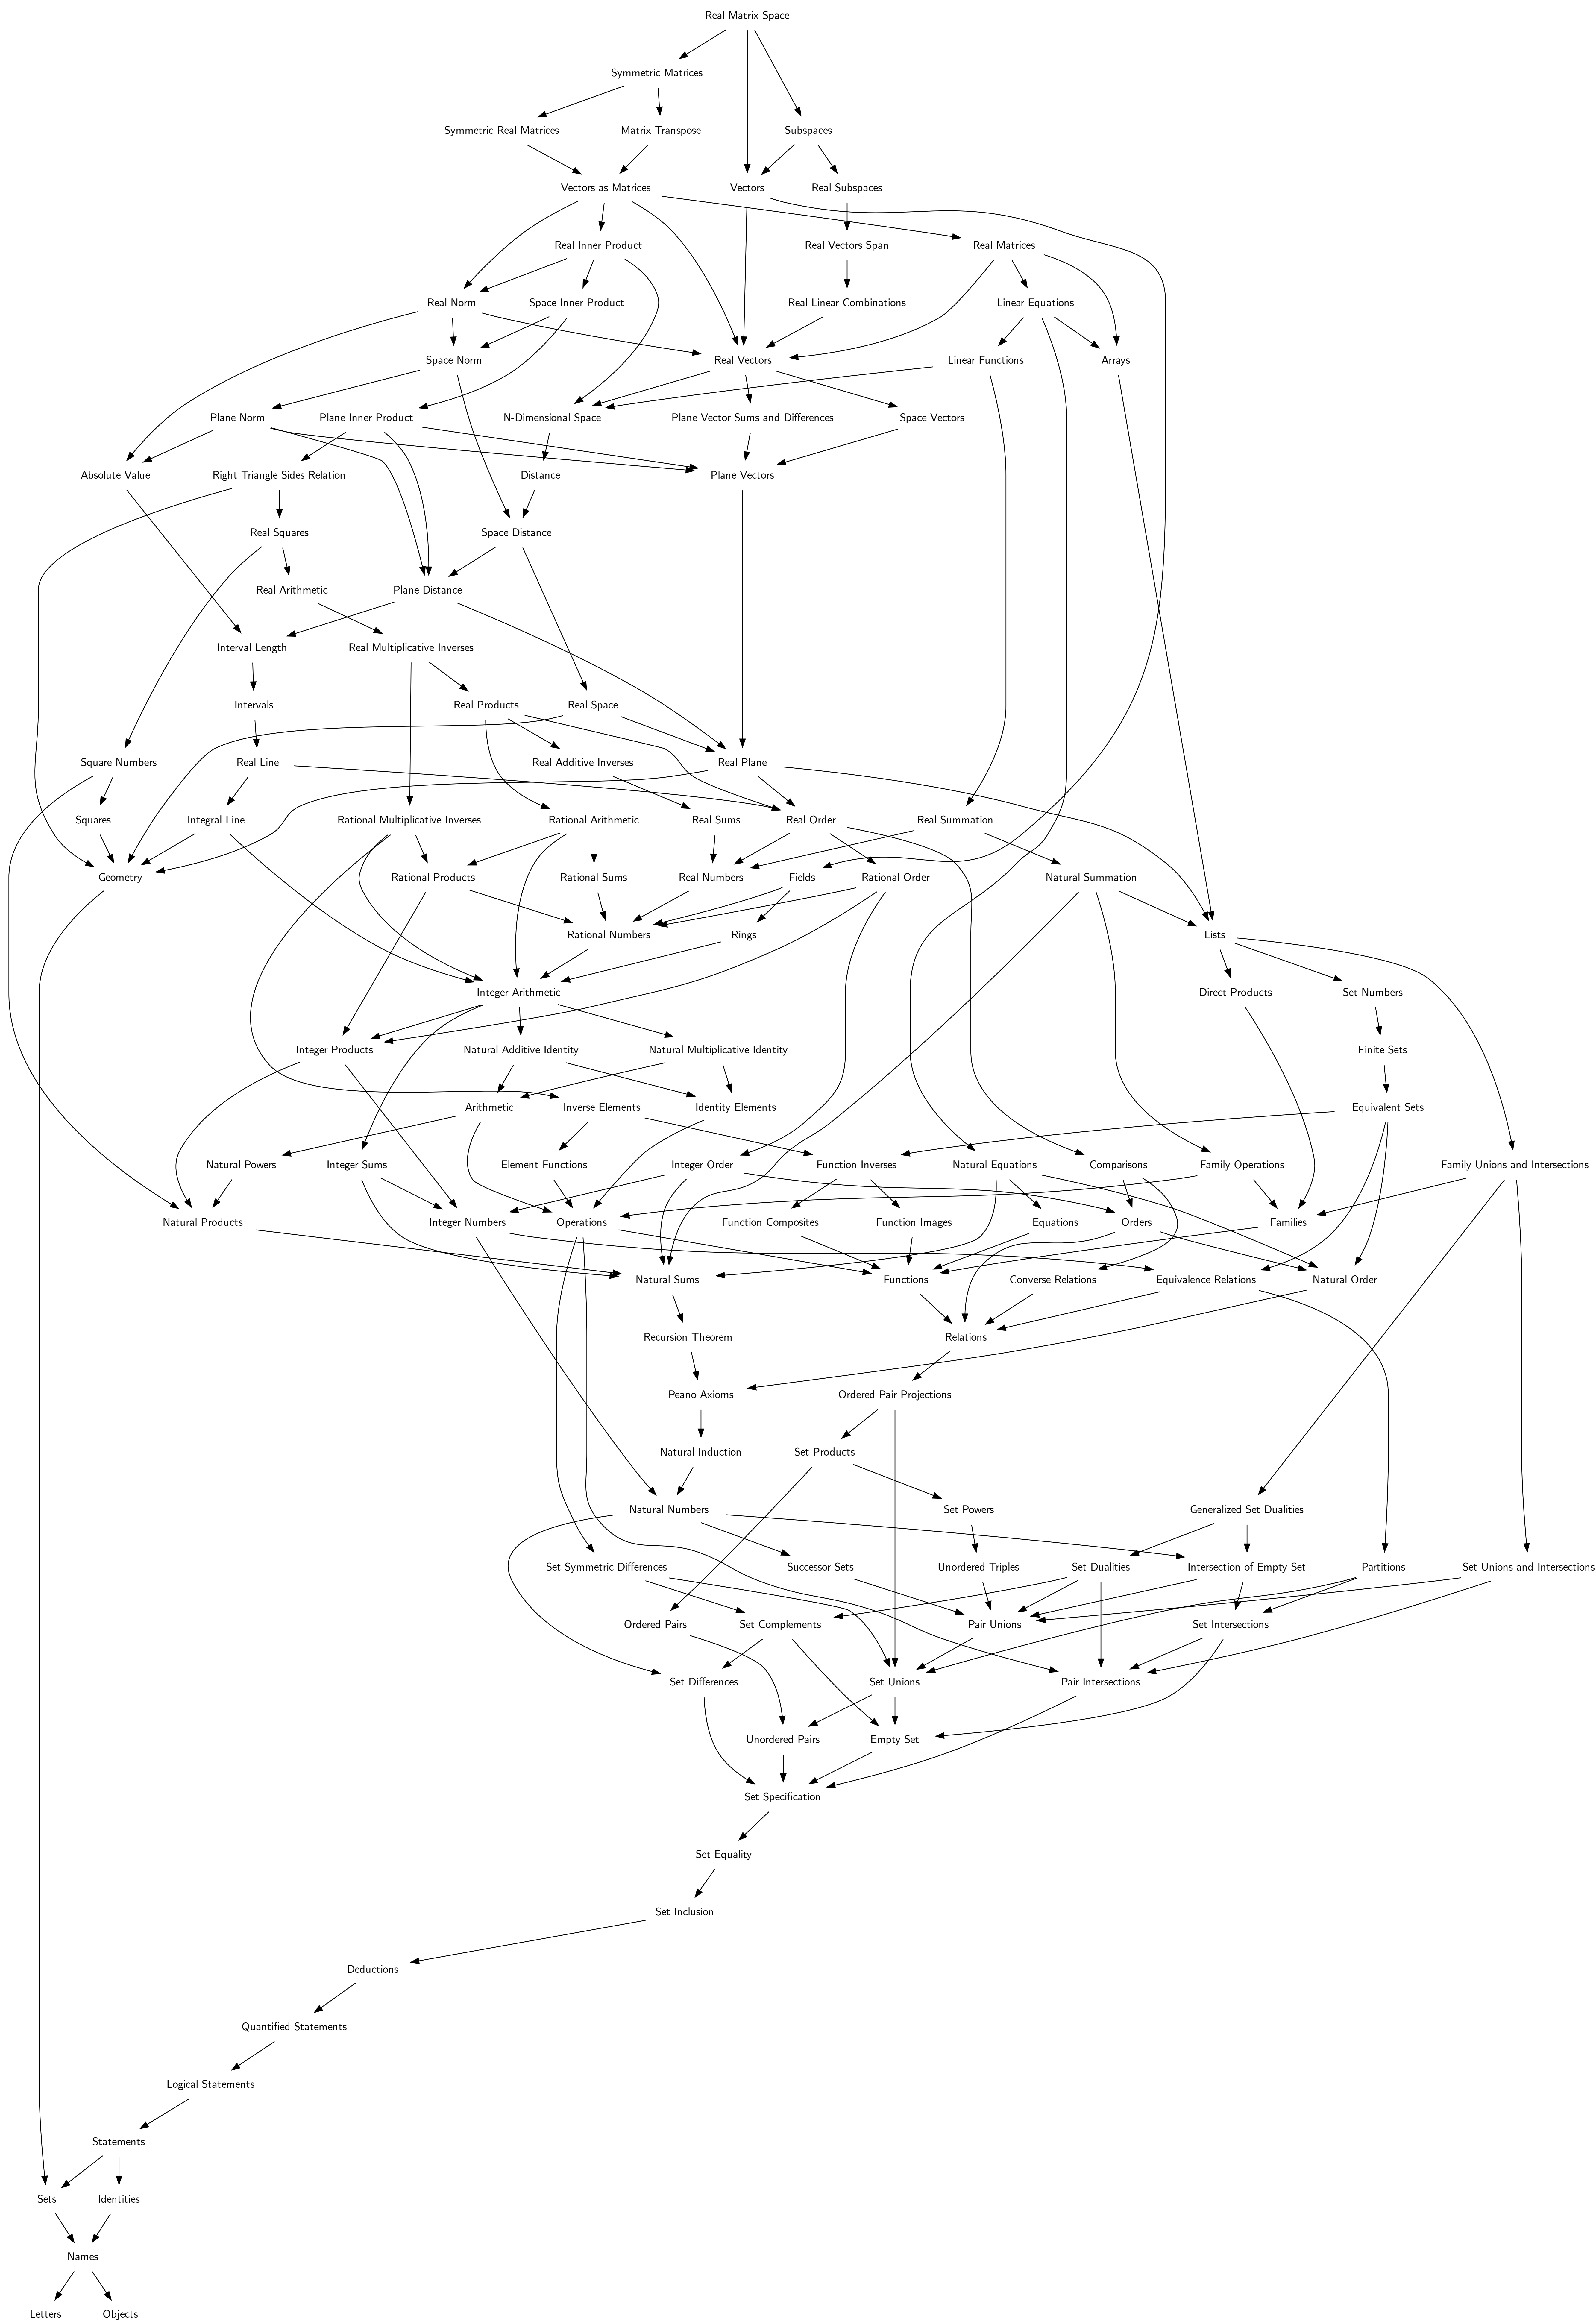 Real Matrix Space
Symmetric Matrices
Symmetric Real Matrices
Matrix Transpose
Subspaces
Vectors as Matrices
Vectors
Real Subspaces
Real Inner Product
Real Vectors Span
Real Matrices
Real Norm
Space Inner Product
Real Linear Combinations
Linear Equations
Space Norm
Real Vectors
Linear Functions
Arrays
Plane Norm
Plane Inner Product
N-Dimensional Space
Plane Vector Sums and Differences
Space Vectors
Absolute Value
Right Triangle Sides Relation
Distance
Plane Vectors
Real Squares
Space Distance
Real Arithmetic
Plane Distance
Interval Length
Real Multiplicative Inverses
Intervals
Real Products
Real Space
Square Numbers
Real Line
Real Additive Inverses
Real Plane
Squares
Integral Line
Rational Multiplicative Inverses
Rational Arithmetic
Real Sums
Real Order
Real Summation
Geometry
Rational Products
Rational Sums
Real Numbers
Fields
Rational Order
Natural Summation
Rational Numbers
Rings
Lists
Integer Arithmetic
Direct Products
Set Numbers
Integer Products
Natural Additive Identity
Natural Multiplicative Identity
Finite Sets
Arithmetic
Inverse Elements
Identity Elements
Equivalent Sets
Natural Powers
Integer Sums
Element Functions
Integer Order
Function Inverses
Natural Equations
Comparisons
Family Operations
Family Unions and Intersections
Natural Products
Integer Numbers
Operations
Function Composites
Function Images
Equations
Orders
Families
Natural Sums
Functions
Converse Relations
Equivalence Relations
Natural Order
Recursion Theorem
Relations
Peano Axioms
Ordered Pair Projections
Natural Induction
Set Products
Natural Numbers
Set Powers
Generalized Set Dualities
Set Symmetric Differences
Successor Sets
Unordered Triples
Set Dualities
Intersection of Empty Set
Partitions
Set Unions and Intersections
Ordered Pairs
Set Complements
Pair Unions
Set Intersections
Set Differences
Set Unions
Pair Intersections
Unordered Pairs
Empty Set
Set Specification
Set Equality
Set Inclusion
Deductions
Quantified Statements
Logical Statements
Statements
Sets
Identities
Names
Letters
Objects